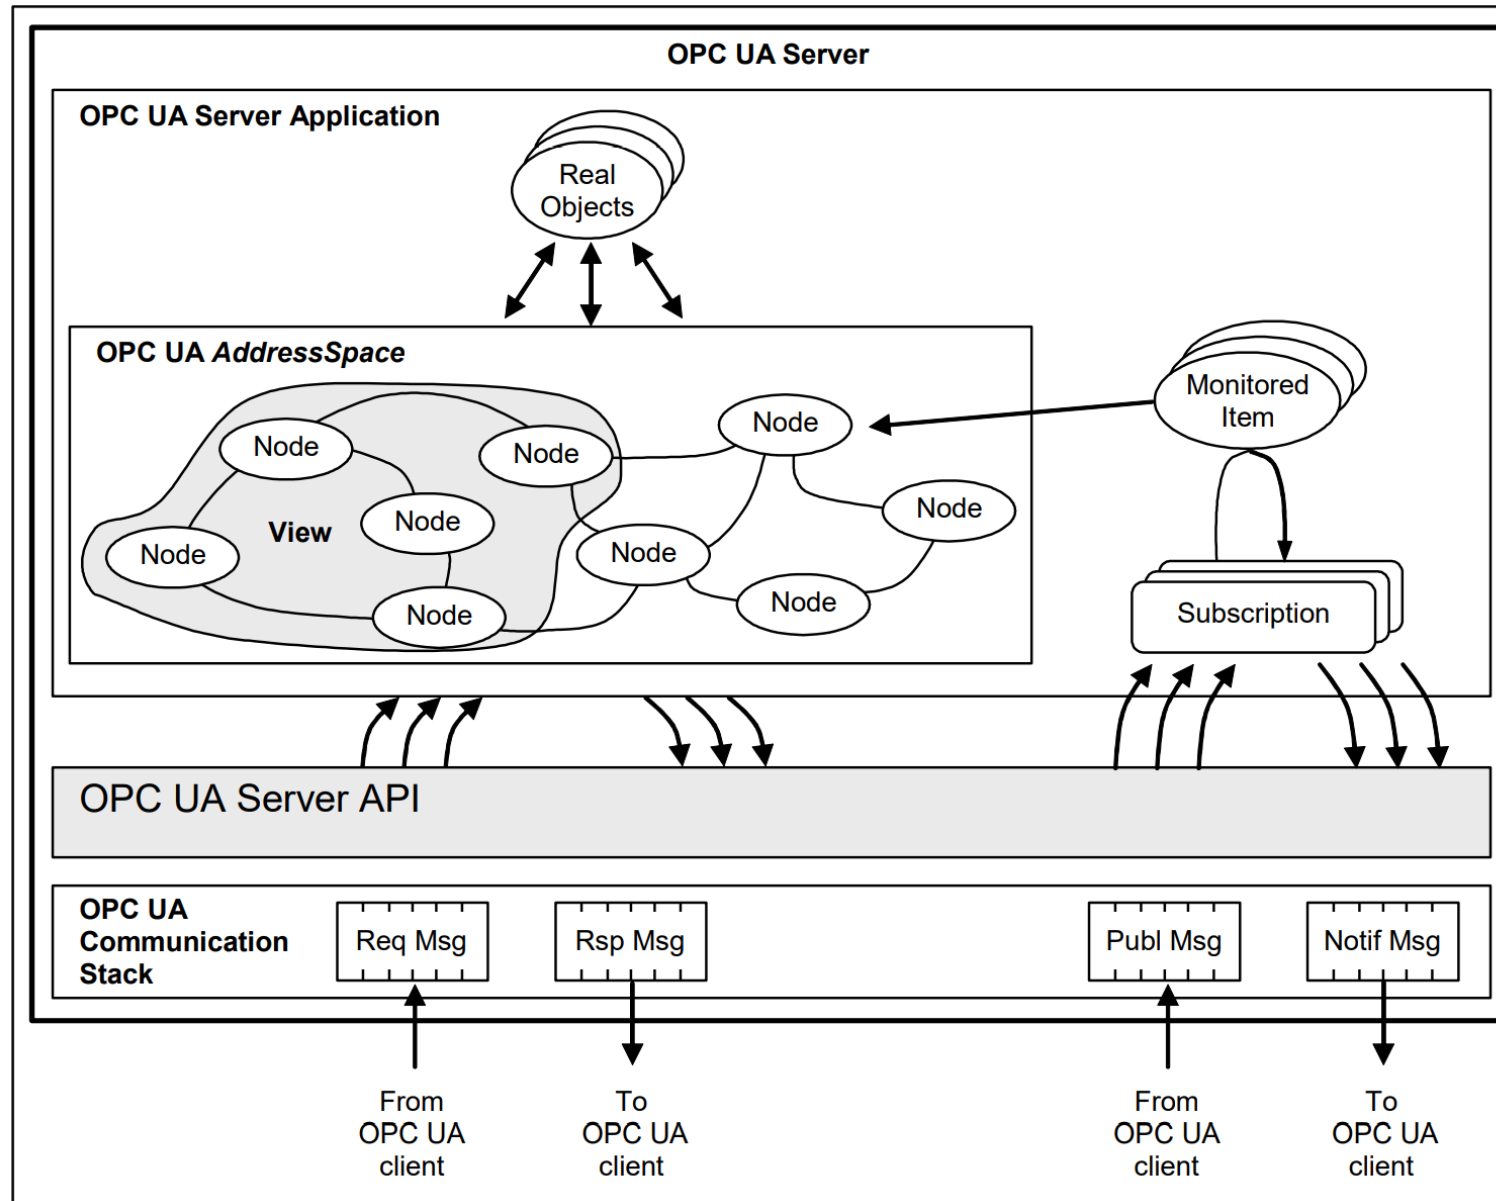 OPC UA Server
OPC UA Server Application
Real
Objects
OPC UA AddressSpace
Monitored
Item
Node
Node
Node
Node
Node
View
Node
Node
Node
Node
Subscription
OPC UA Server API
OPC UA
Communication
Stack
Req Msg
Rsp Msg
Publ Msg
Notif Msg
From
OPC UA
client
To
OPC UA
client
From
OPC UA
client
To
OPC UA
client